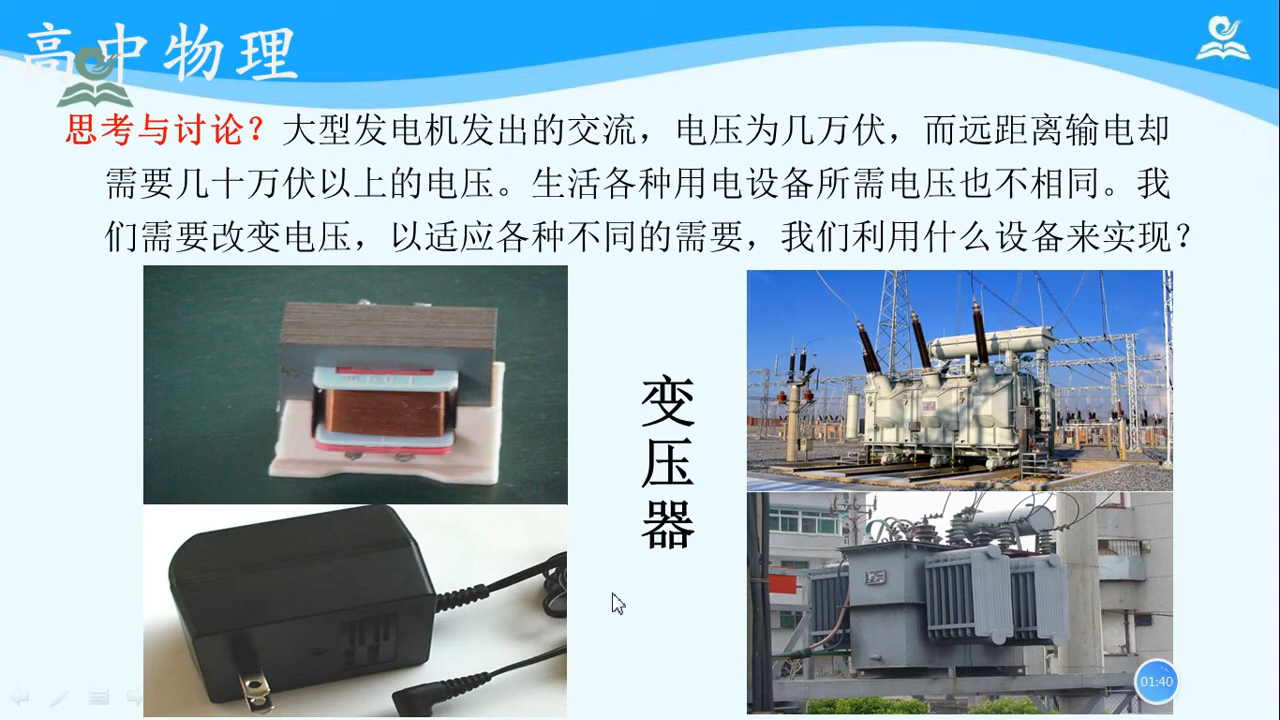 高中物理
思考与讨论？大型发电机发出的交流，电压为几万伏，而远距离输电却
需要几十万伏以上的电压。生活各种用电设备所需电压也不相同。我
们需要改变电压，以适应各种不同的需要，我们利用什么设备来实现？
变
压
器
01:40